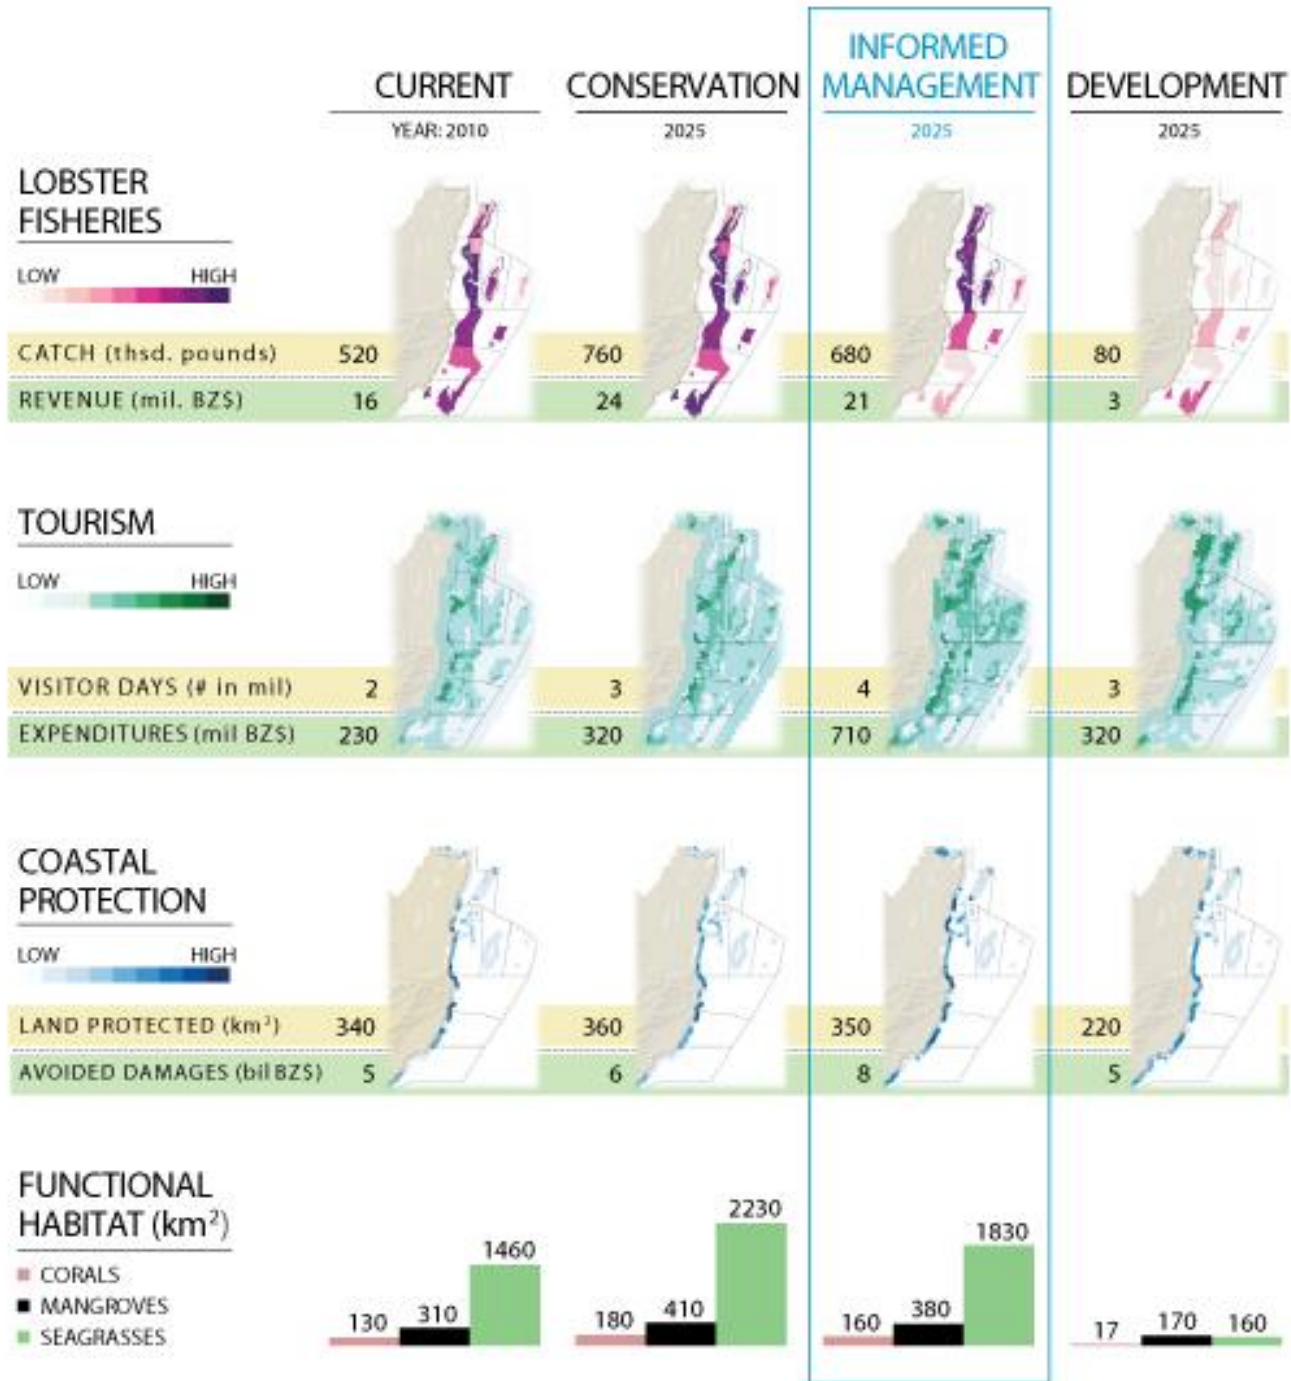 CURRENT
YEAR: 2010
CONSERVATION
2025
INFORMED
MANAGEMENT
2025
DEVELOPMENT
2025
LOBSTER
FISHERIES
LOW HIGH
CATCH (thsd. pounds) 520 760 680 80
REVENUE (mil. BZ$) 16 24 21 3
TOURISM
LOW HIGH
VISITOR DAYS (# in mil) 2 3 4 3
EXPENDITURES (mil BZ$) 230 320 710 320
COASTAL
PROTECTION
LOW HIGH
LAND PROTECTED (km²) 340 360 350 220
AVOIDED DAMAGES (bil BZ$) 5 6 8 5
FUNCTIONAL
HABITAT (km²)
CORALS
MANGROVES
SEAGRASSES
130 310 1460
180 410 2230
160 380 1830
17 170 160